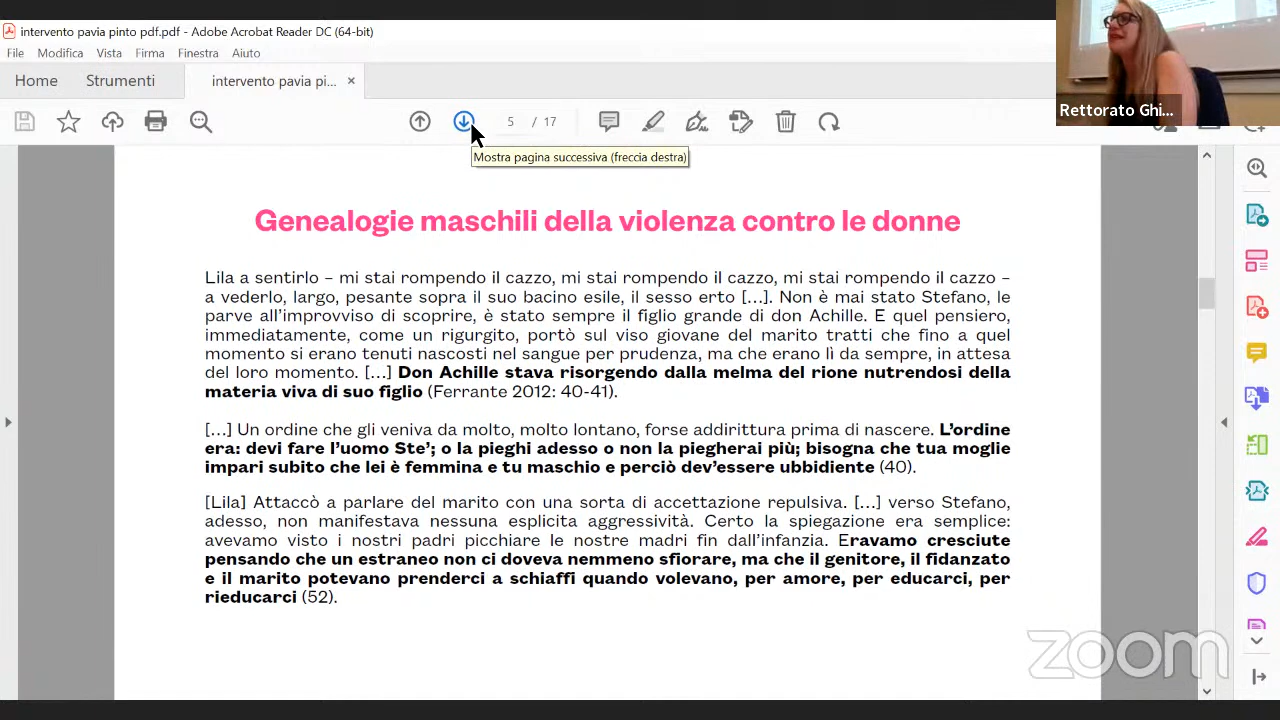 intervento pavia pinto pdf.pdf - Adobe Acrobat Reader DC (64-bit)
File Modifica Vista Firma Finestra Aiuto
Home Strumenti intervento pavia pi... ×
5 / 17
Mostra pagina successiva (freccia destra)
Rettorato Ghi...
Genealogie maschili della violenza contro le donne
Lila a sentirlo – mi stai rompendo il cazzo, mi stai rompendo il cazzo, mi stai rompendo il cazzo –
a vederlo, largo, pesante sopra il suo bacino esile, il sesso erto [...]. Non è mai stato Stefano, le
parve all'improvviso di scoprire, è stato sempre il figlio grande di don Achille. E quel pensiero,
immediatamente, come un rigurgito, portò sul viso giovane del marito tratti che fino a quel
momento si erano tenuti nascosti nel sangue per prudenza, ma che erano lì da sempre, in attesa
del loro momento. [...] Don Achille stava risorgendo dalla melma del rione nutrendosi della
materia viva di suo figlio (Ferrante 2012: 40-41).
[...] Un ordine che gli veniva da molto, molto lontano, forse addirittura prima di nascere. L'ordine
era: devi fare l'uomo Ste'; o la pieghi adesso o non la piegherai più; bisogna che tua moglie
impari subito che lei è femmina e tu maschio e perciò dev'essere ubbidiente (40).
[Lila] Attaccò a parlare del marito con una sorta di accettazione repulsiva. [...] verso Stefano,
adesso, non manifestava nessuna esplicita aggressività. Certo la spiegazione era semplice:
avevamo visto i nostri padri picchiare le nostre madri fin dall'infanzia. Eravamo cresciute
pensando che un estraneo non ci doveva nemmeno sfiorare, ma che il genitore, il fidanzato
e il marito potevano prenderci a schiaffi quando volevano, per amore, per educarci, per
rieducarci (52).
zoom